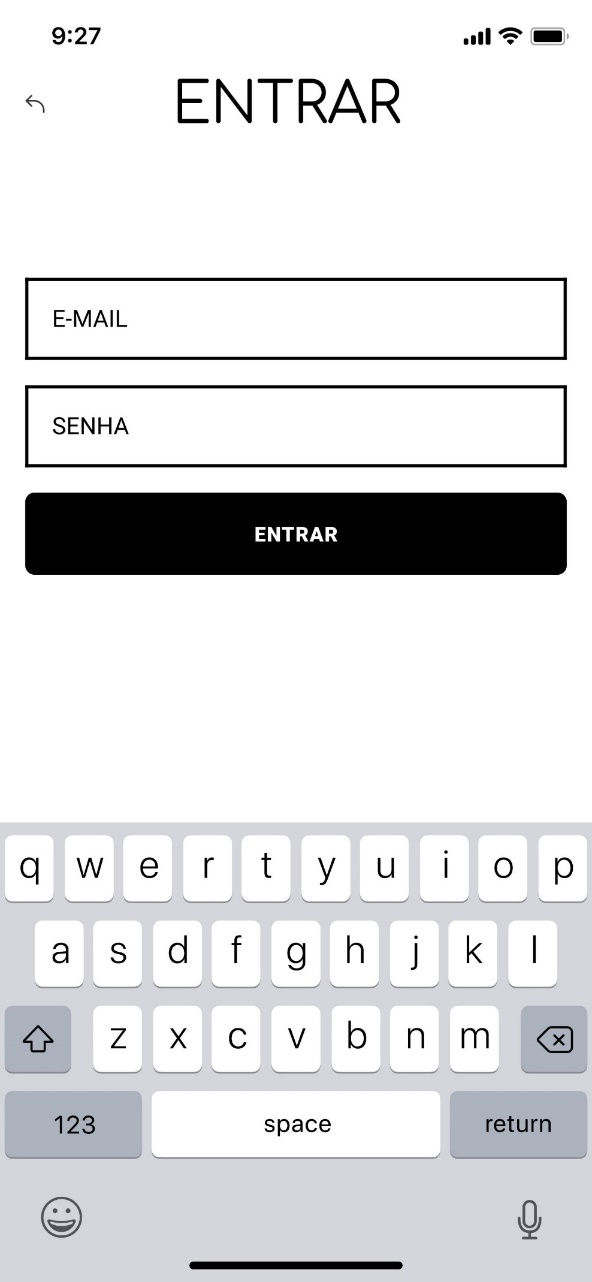 9:27
ENTRAR
E-MAIL
SENHA
ENTRAR
q w e r t y u i o p
a s d f g h j k l
z x c v b n m
123 space return